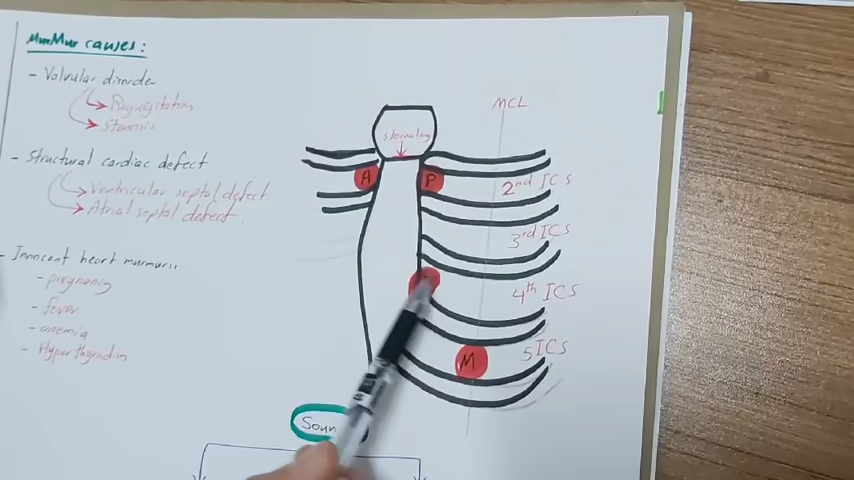 MurMur causes:
- Valvular disorder
Regurgitation
Stenosis
- Structural cardiac defect
Ventricular septal defect
Atrial septal defect
- Innocent heart murmurs
- pregnancy
- fever
- anemia
- Hyperthyroidism
MCL
A
P
2nd ICS
3rd ICS
4th ICS
M
5 ICS
Soun